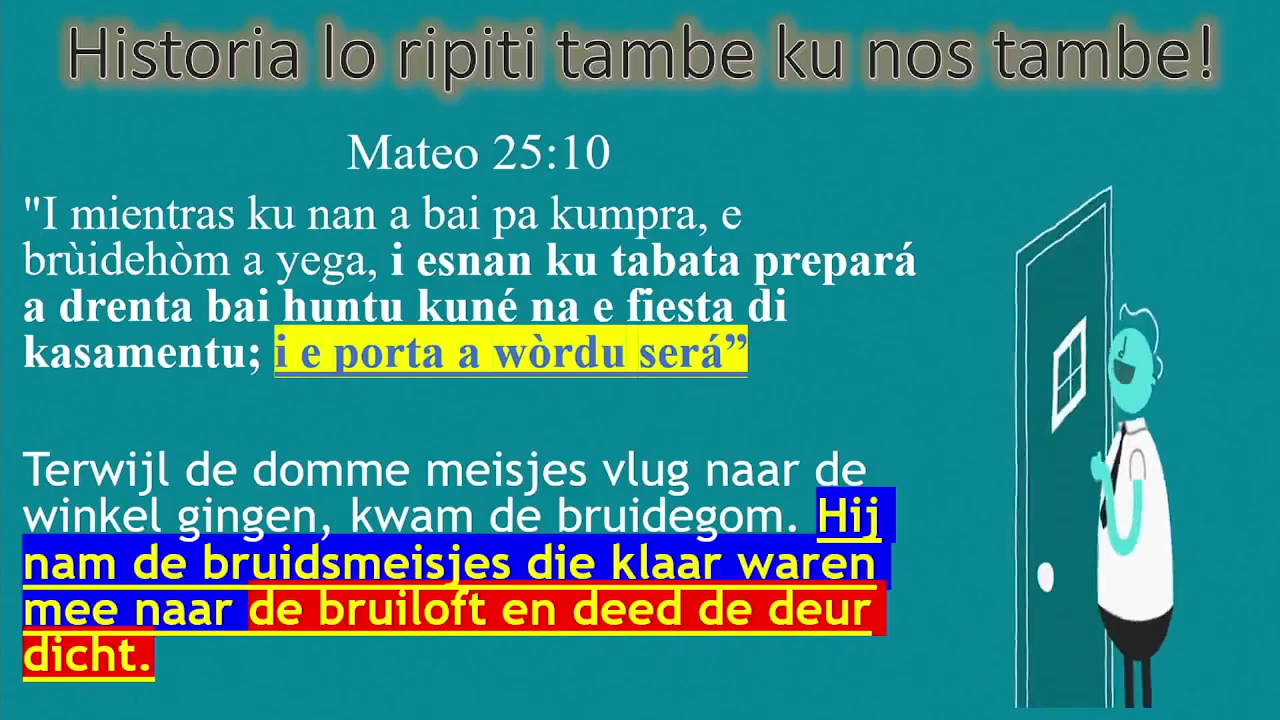 Historia lo ripiti tambe ku nos tambe!
Mateo 25:10
"I mientras ku nan a bai pa kumpra, e
brùidehòm a yega, i esnan ku tabata prepará
a drenta bai huntu kuné na e fiesta di
kasamentu; i e porta a wòrdu será”
Terwijl de domme meisjes vlug naar de
winkel gingen, kwam de bruidegom. Hij
nam de bruidsmeisjes die klaar waren
mee naar de bruiloft en deed de deur
dicht.